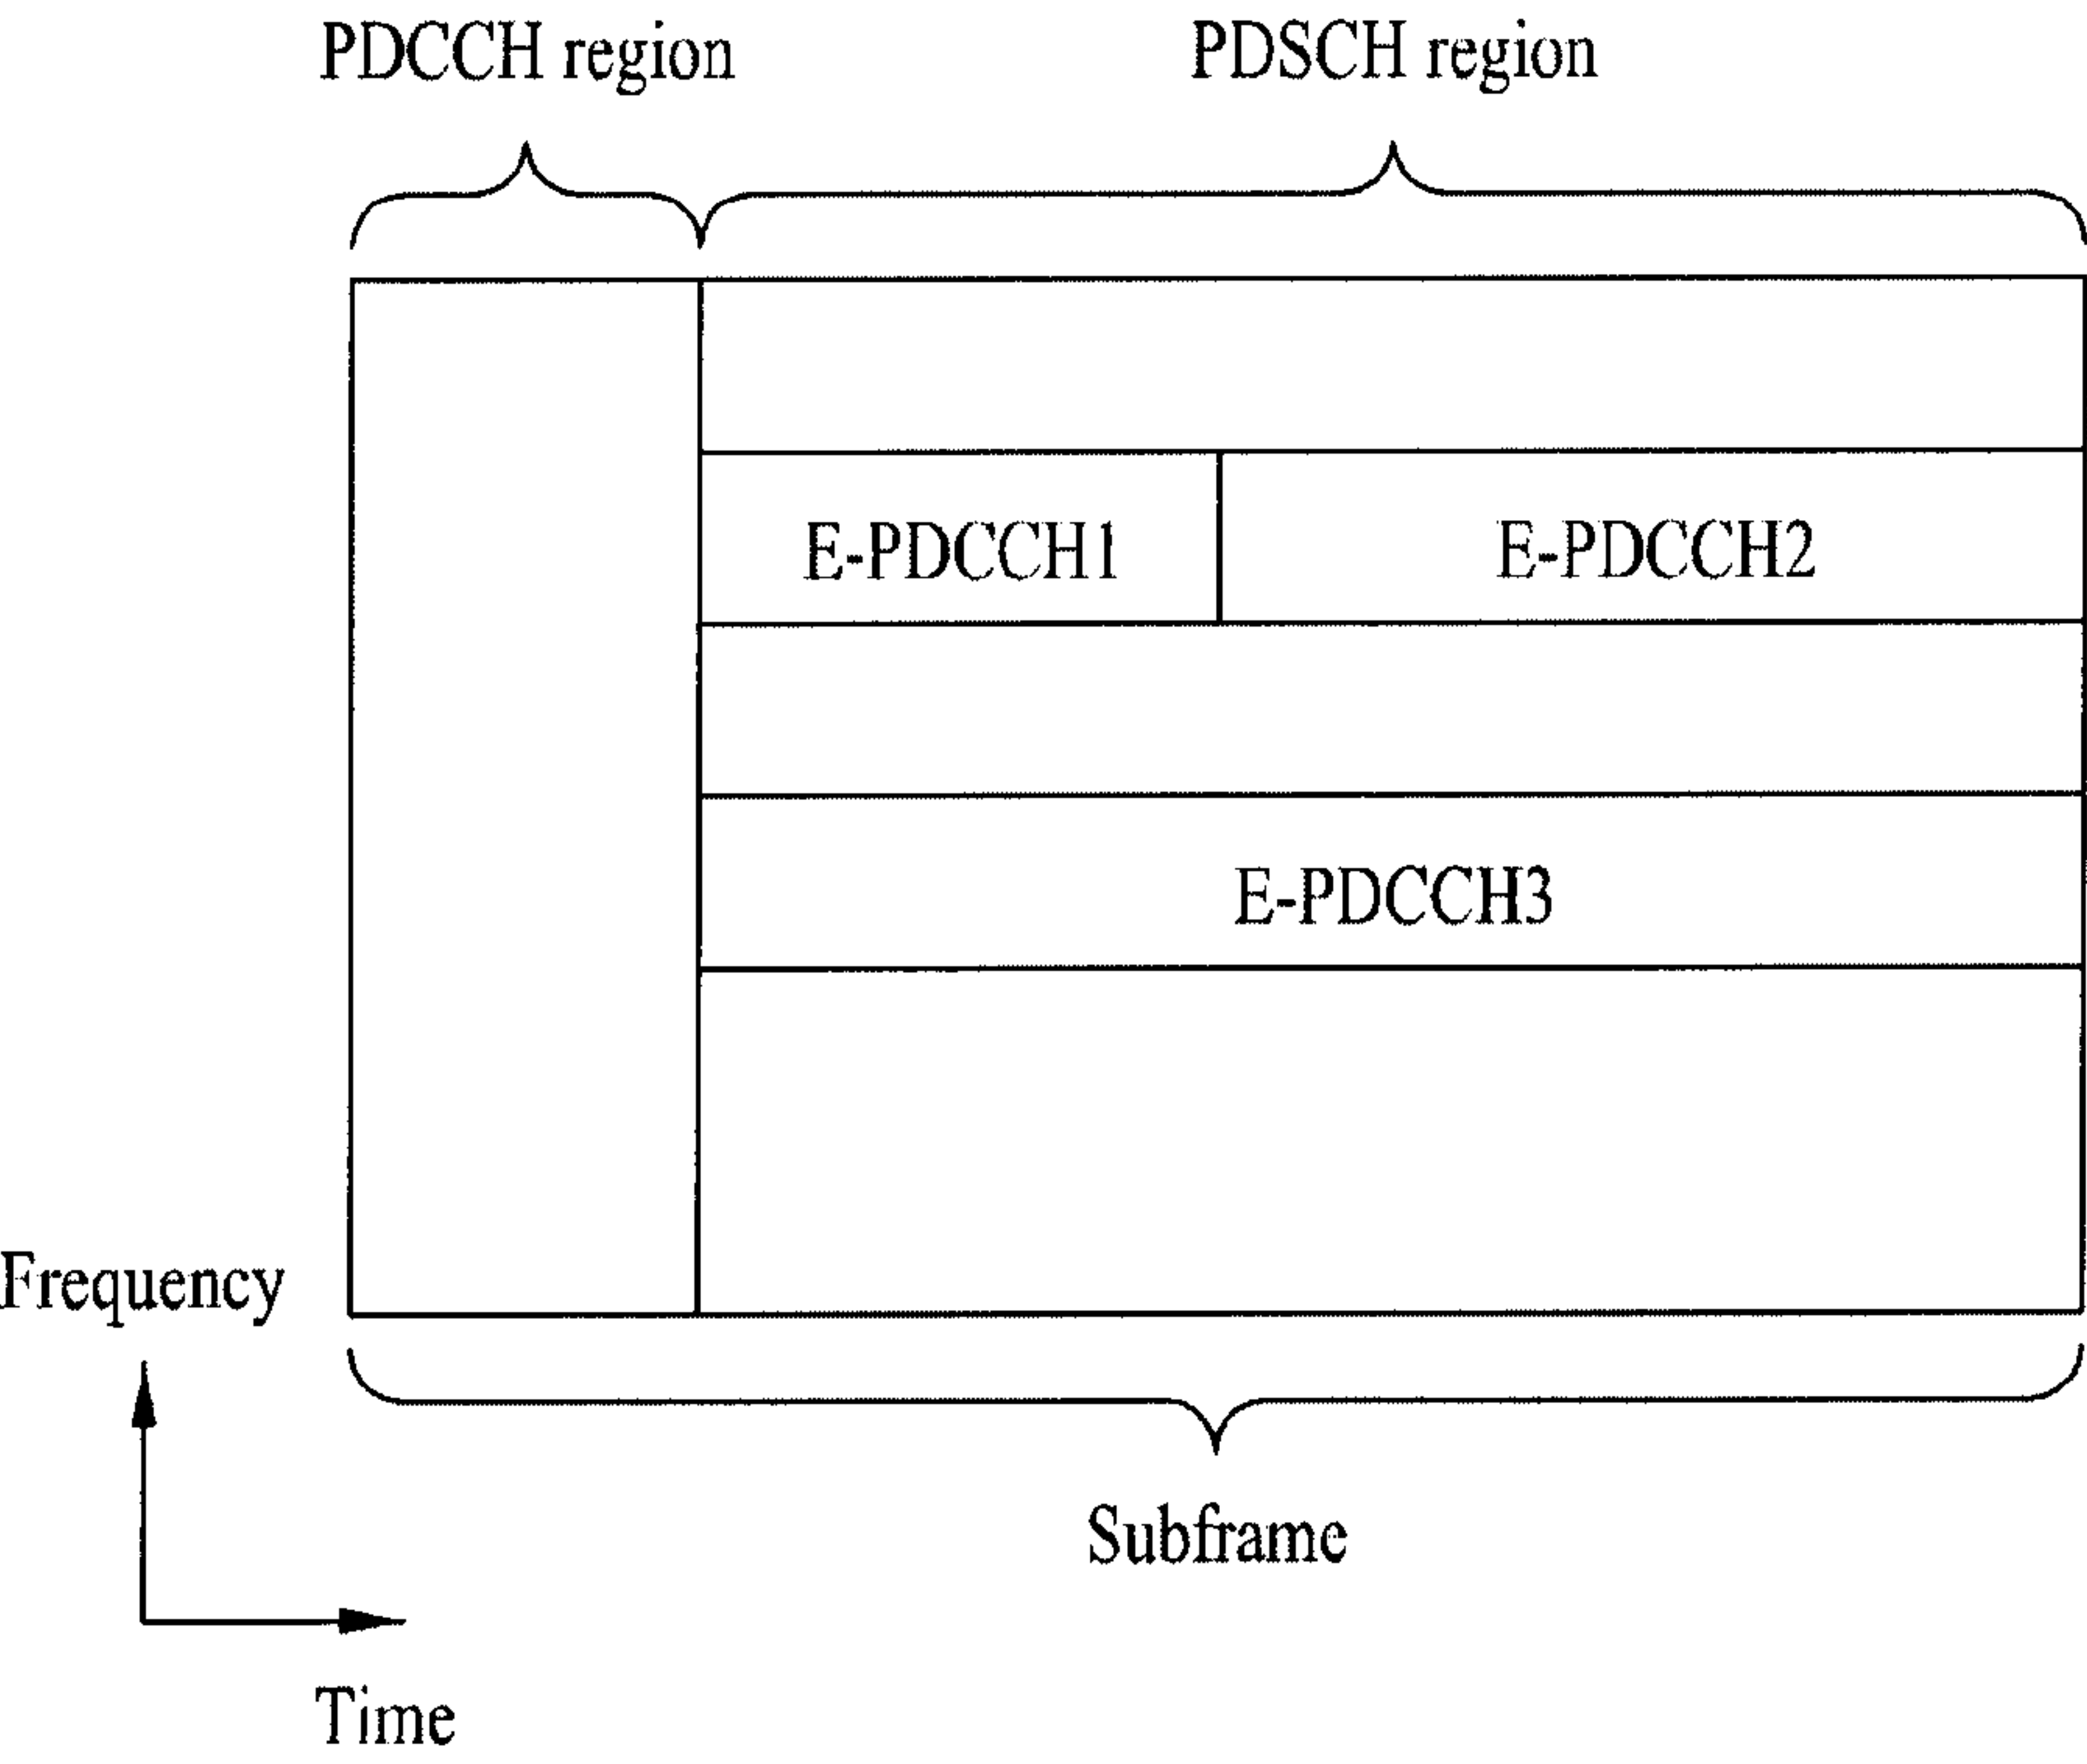 PDCCH region
PDSCH region
E-PDCCH1
E-PDCCH2
E-PDCCH3
Frequency
Subframe
Time